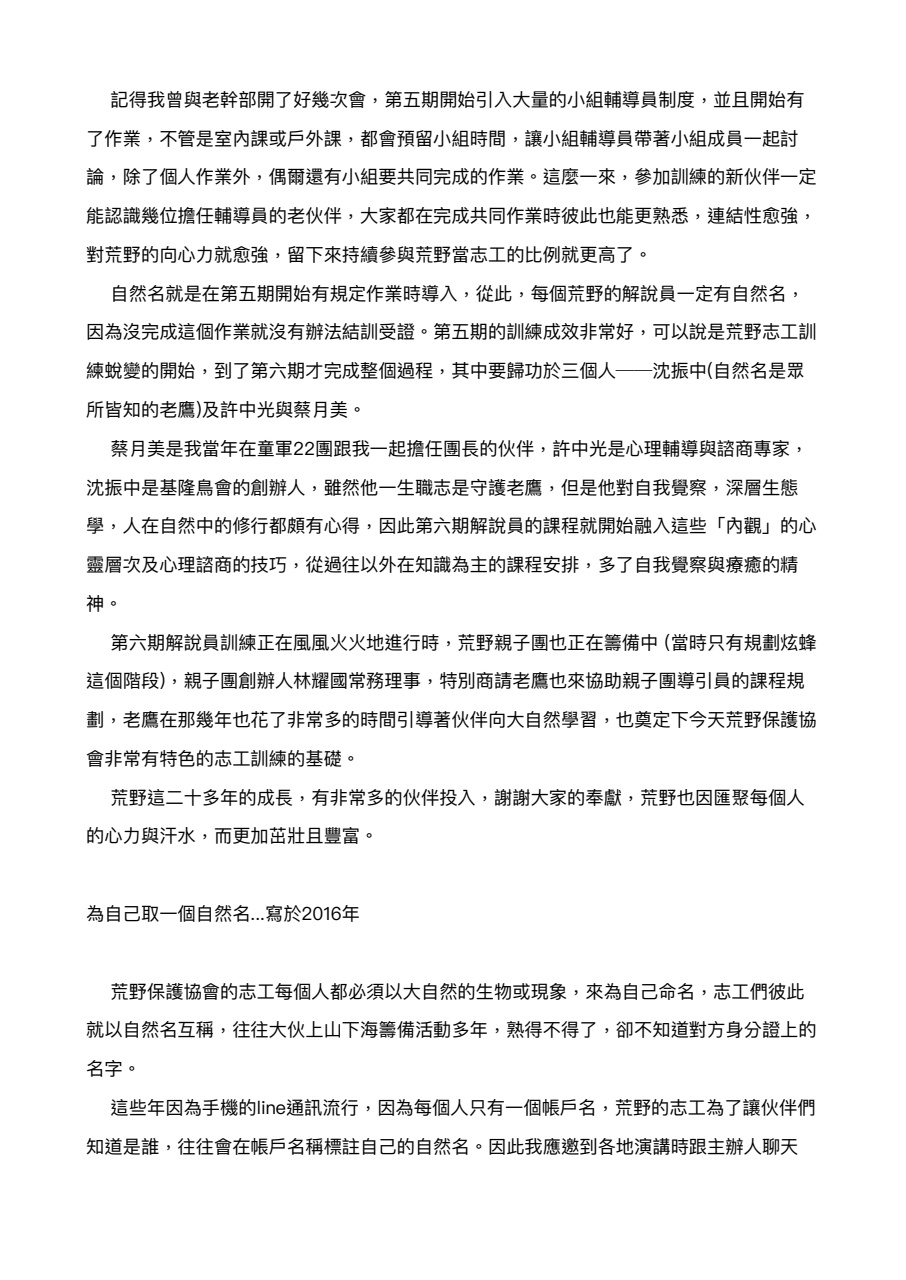 記得我曾與老幹部開了好幾次會，第五期開始引入大量的小組輔導員制度，並且開始有
了作業，不管是室內課或戶外課，都會預留小組時間，讓小組輔導員帶著小組成員一起討
論，除了個人作業外，偶爾還有小組要共同完成的作業。這麼一來，參加訓練的新伙伴一定
能認識幾位擔任輔導員的老伙伴，大家都在完成共同作業時彼此也能更熟悉，連結性愈強，
對荒野的向心力就愈強，留下來持續參與荒野當志工的比例就更高了。
自然名就是在第五期開始有規定作業時導入，從此，每個荒野的解說員一定有自然名，
因為沒完成這個作業就沒有辦法結訓受證。第五期的訓練成效非常好，可以說是荒野志工訓
練蛻變的開始，到了第六期才完成整個過程，其中要歸功於三個人——沈振中(自然名是眾
所皆知的老鷹)及許中光與蔡月美。
蔡月美是我當年在童軍22團跟我一起擔任團長的伙伴，許中光是心理輔導與諮商專家，
沈振中是基隆鳥會的創辦人，雖然他一生職志是守護老鷹，但是他對自我覺察，深層生態
學，人在自然中的修行都頗有心得，因此第六期解說員的課程就開始融入這些「內觀」的心
靈層次及心理諮商的技巧，從過往以外在知識為主的課程安排，多了自我覺察與療癒的精
神。
第六期解說員訓練正在風風火火地進行時，荒野親子團也正在籌備中 (當時只有規劃炫蜂
這個階段)，親子團創辦人林耀國常務理事，特別商請老鷹也來協助親子團導引員的課程規
劃，老鷹在那幾年也花了非常多的時間引導著伙伴向大自然學習，也奠定下今天荒野保護協
會非常有特色的志工訓練的基礎。
荒野這二十多年的成長，有非常多的伙伴投入，謝謝大家的奉獻，荒野也因匯聚每個人
的心力與汗水，而更加茁壯且豐富。
為自己取一個自然名...寫於2016年
荒野保護協會的志工每個人都必須以大自然的生物或現象，來為自己命名，志工們彼此
就以自然名互稱，往往大伙上山下海籌備活動多年，熟得不得了，卻不知道對方身分證上的
名字。
這些年因為手機的line通訊流行，因為每個人只有一個帳戶名，荒野的志工為了讓伙伴們
知道是誰，往往會在帳戶名稱標註自己的自然名。因此我應邀到各地演講時跟主辦人聊天